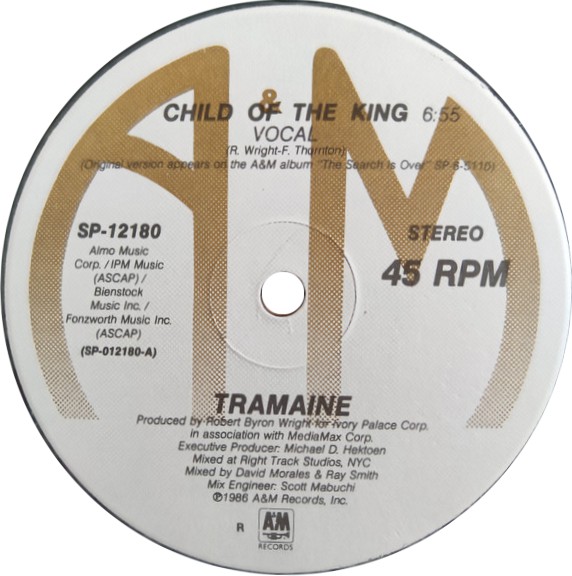 A&M
CHILD OF THE KING 6:55
VOCAL
(R. Wright-F. Thornton)
(Original version appears on the A&M album "The Search Is Over" SP 6-5110)
SP-12180
Almo Music
Corp. / IPM Music
(ASCAP) /
Bienstock
Music Inc. /
Fonzworth Music Inc.
(ASCAP)
(SP-012180-A)
STEREO
45 RPM
TRAMAINE
Produced by Robert Byron Wright for Ivory Palace Corp.
in association with MediaMax Corp.
Executive Producer: Michael D. Hektoen
Mixed at Right Track Studios, NYC
Mixed by David Morales & Ray Smith
Mix Engineer: Scott Mabuchi
℗1986 A&M Records, Inc.
R
A&M
RECORDS